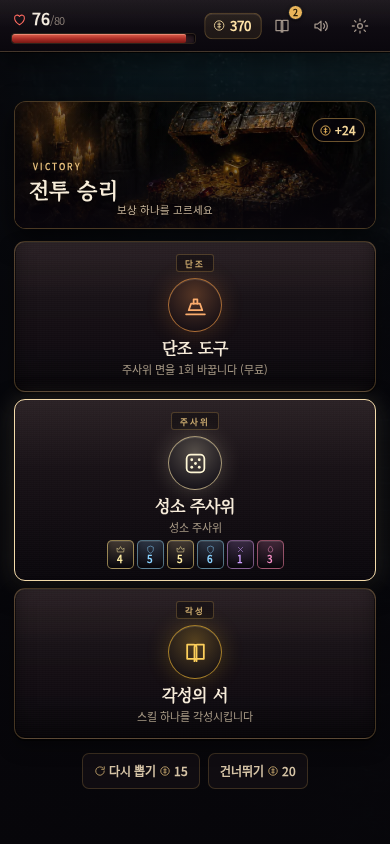 76/80
370
2
+24
VICTORY
전투 승리
보상 하나를 고르세요
단조
단조 도구
주사위 면을 1회 바꿉니다 (무료)
주사위
성소 주사위
성소 주사위
4 5 5 6 1 3
각성
각성의 서
스킬 하나를 각성시킵니다
다시 뽑기 15
건너뛰기 20